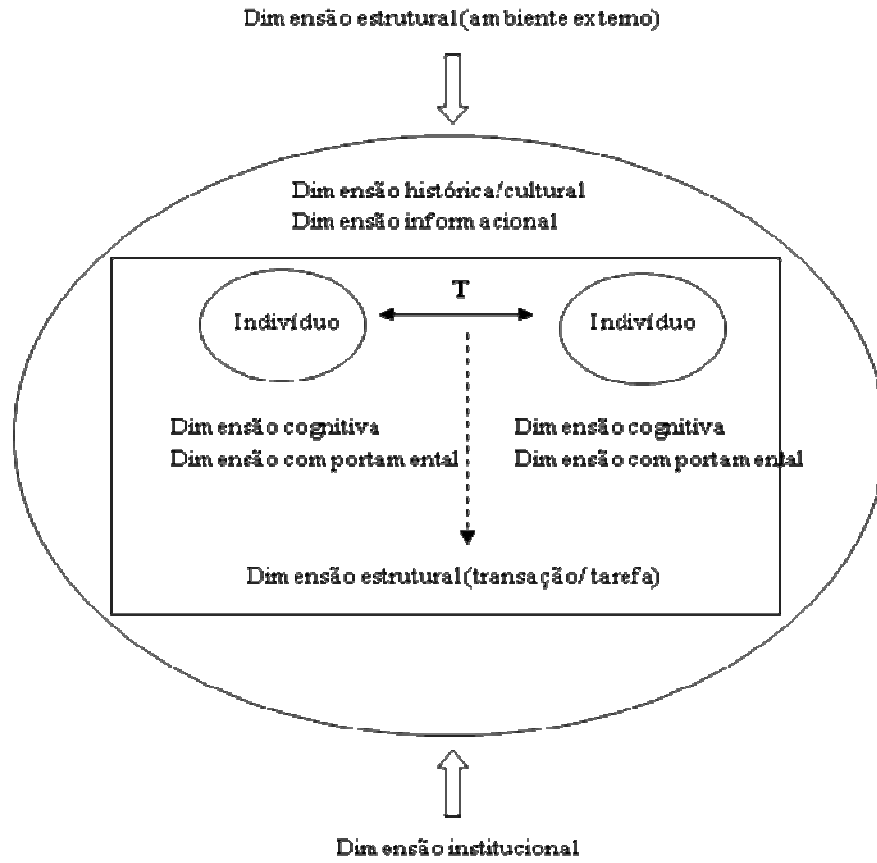 Dimensão estrutural (ambiente externo)
Dimensão histórica/cultural
Dimensão informacional
T
Indivíduo
Indivíduo
Dimensão cognitiva
Dimensão comportamental
Dimensão cognitiva
Dimensão comportamental
Dimensão estrutural (transação/ tarefa)
Dimensão institucional